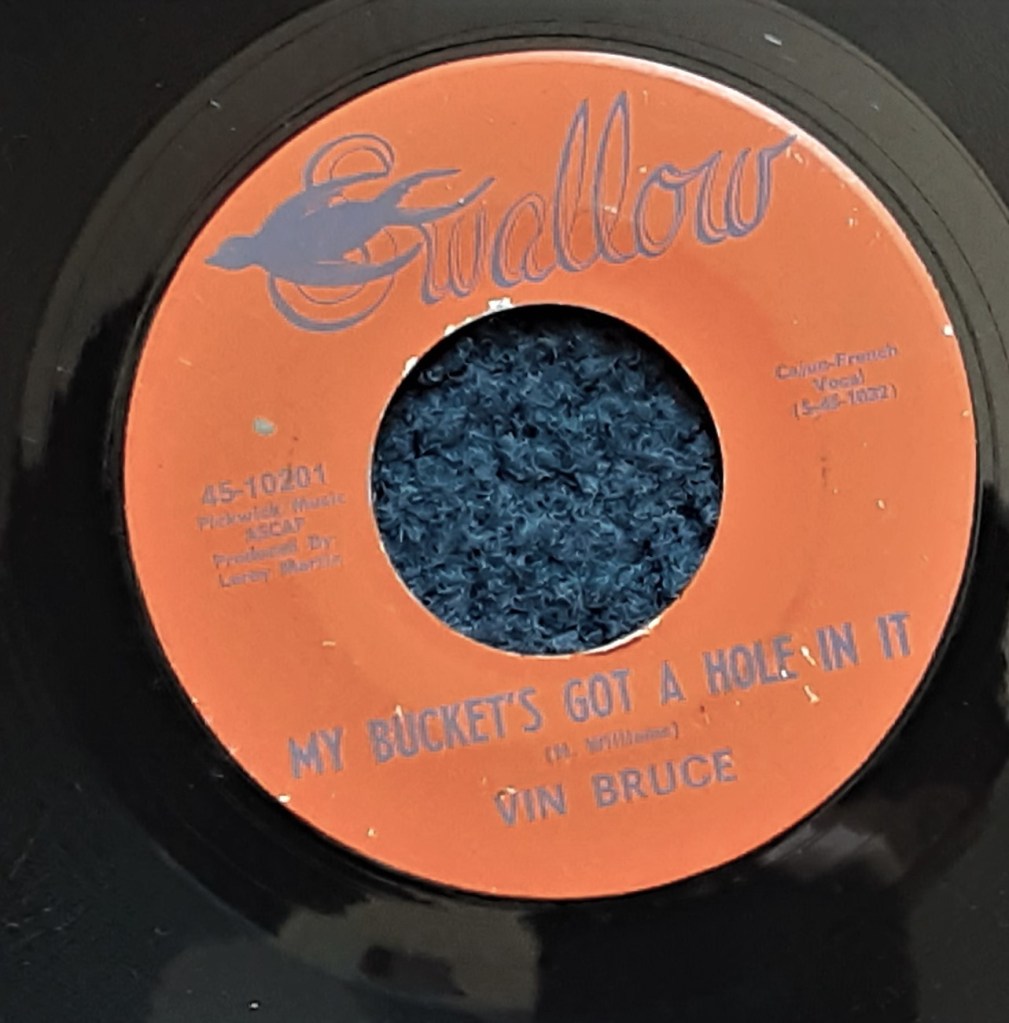 Swallow
Cajun-French
Vocal
(S-45-1032)
45-10201
Pickwick Music
ASCAP
Produced By:
Leroy Martin
MY BUCKET'S GOT A HOLE IN IT
(H. Williams)
VIN BRUCE